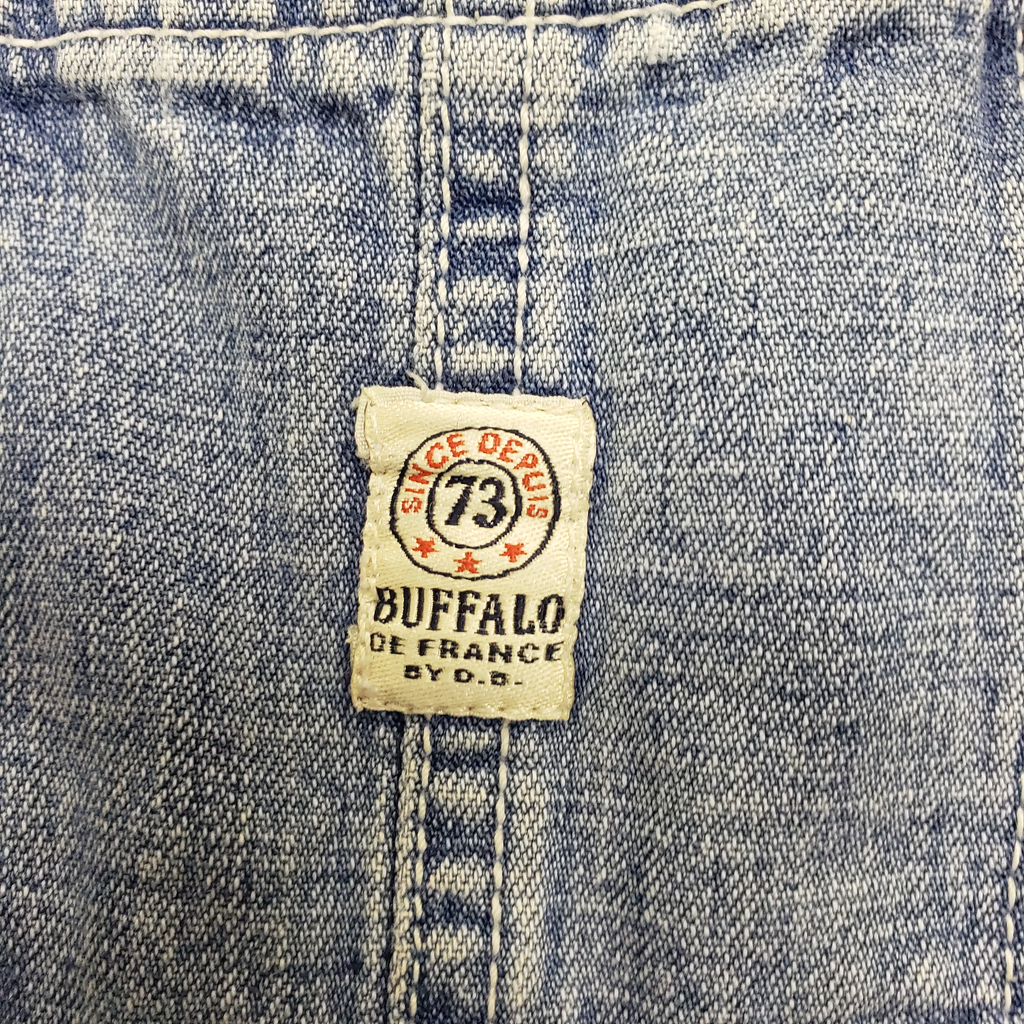 SINCE DEPUIS
73
BUFFALO
DE FRANCE
BY D.B.